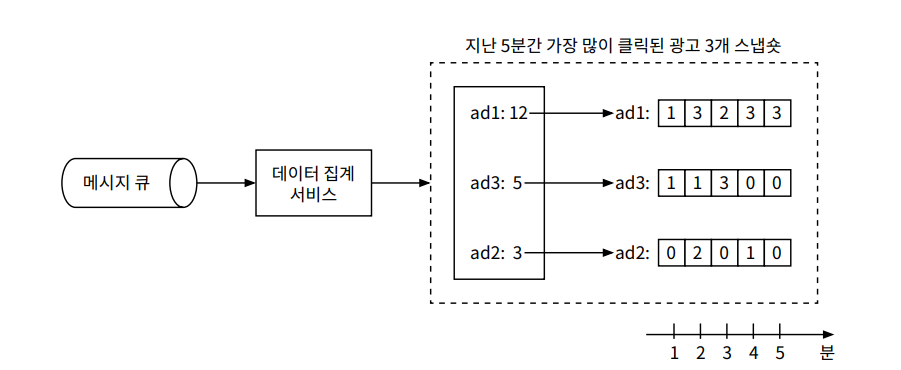 지난 5분간 가장 많이 클릭된 광고 3개 스냅숏
메시지 큐
데이터 집계
서비스
ad1: 12
ad1: 1 3 2 3 3
ad3: 5
ad3: 1 1 3 0 0
ad2: 3
ad2: 0 2 0 1 0
1 2 3 4 5 분